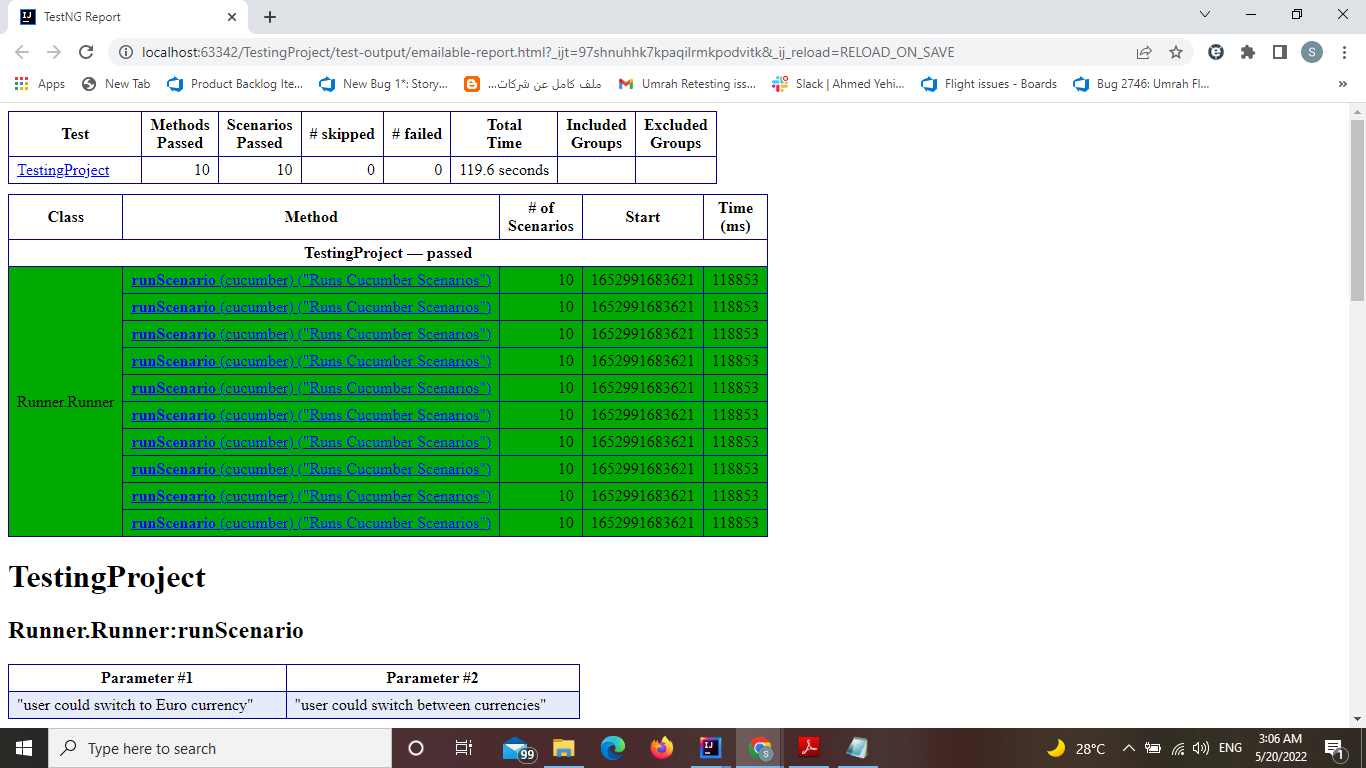 TestNG Report
localhost:63342/TestingProject/test-output/emailable-report.html?_ijt=97shnuhhk7kpaqilrmkpodvitk&_ij_reload=RELOAD_ON_SAVE
S
Apps New Tab Product Backlog Ite... New Bug 1*: Story... ملف كامل عن شركات... Umrah Retesting iss... Slack | Ahmed Yehi... Flight issues - Boards Bug 2746: Umrah Fl... »
Test Methods Passed Scenarios Passed # skipped # failed Total Time Included Groups Excluded Groups
TestingProject 10 10 0 0 119.6 seconds
Class Method # of Scenarios Start Time (ms)
TestingProject — passed
Runner.Runner
runScenario (cucumber) ("Runs Cucumber Scenarios") 10 1652991683621 118853
runScenario (cucumber) ("Runs Cucumber Scenarios") 10 1652991683621 118853
runScenario (cucumber) ("Runs Cucumber Scenarios") 10 1652991683621 118853
runScenario (cucumber) ("Runs Cucumber Scenarios") 10 1652991683621 118853
runScenario (cucumber) ("Runs Cucumber Scenarios") 10 1652991683621 118853
runScenario (cucumber) ("Runs Cucumber Scenarios") 10 1652991683621 118853
runScenario (cucumber) ("Runs Cucumber Scenarios") 10 1652991683621 118853
runScenario (cucumber) ("Runs Cucumber Scenarios") 10 1652991683621 118853
runScenario (cucumber) ("Runs Cucumber Scenarios") 10 1652991683621 118853
runScenario (cucumber) ("Runs Cucumber Scenarios") 10 1652991683621 118853
TestingProject
Runner.Runner:runScenario
Parameter #1 Parameter #2
"user could switch to Euro currency" "user could switch between currencies"
Type here to search 99 28°C ENG 3:06 AM
5/20/2022 1